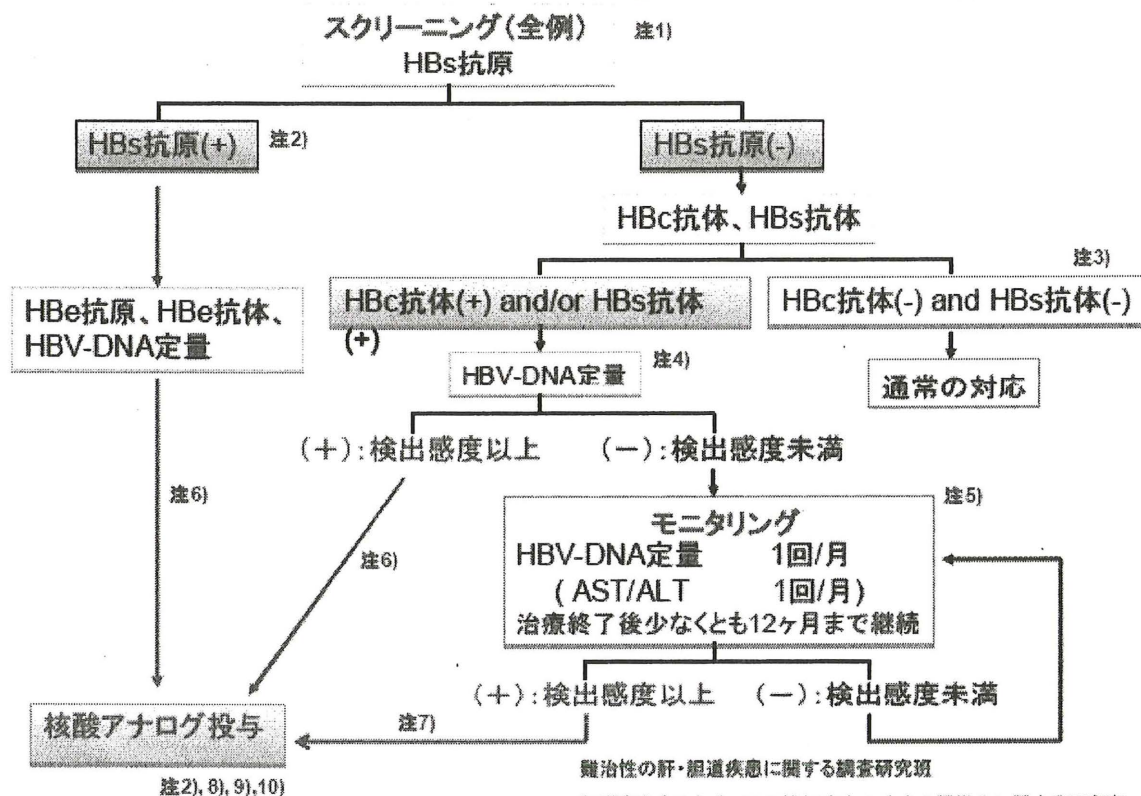 スクリーニング(全例) 注1)
HBs抗原
HBs抗原(+) 注2)
HBs抗原(-)
HBc抗体、HBs抗体
注3)
HBe抗原、HBe抗体、
HBV-DNA定量
HBc抗体(+) and/or HBs抗体
(+)
HBc抗体(-) and HBs抗体(-)
HBV-DNA定量 注4)
通常の対応
(+):検出感度以上 (-):検出感度未満
注6)
注6)
注5)
モニタリング
HBV-DNA定量 1回/月
(AST/ALT 1回/月)
治療終了後少なくとも12ヶ月まで継続
(+):検出感度以上 (-):検出感度未満
核酸アナログ投与
注7)
注2), 8), 9),10)
難治性の肝・胆道疾患に関する調査研究班